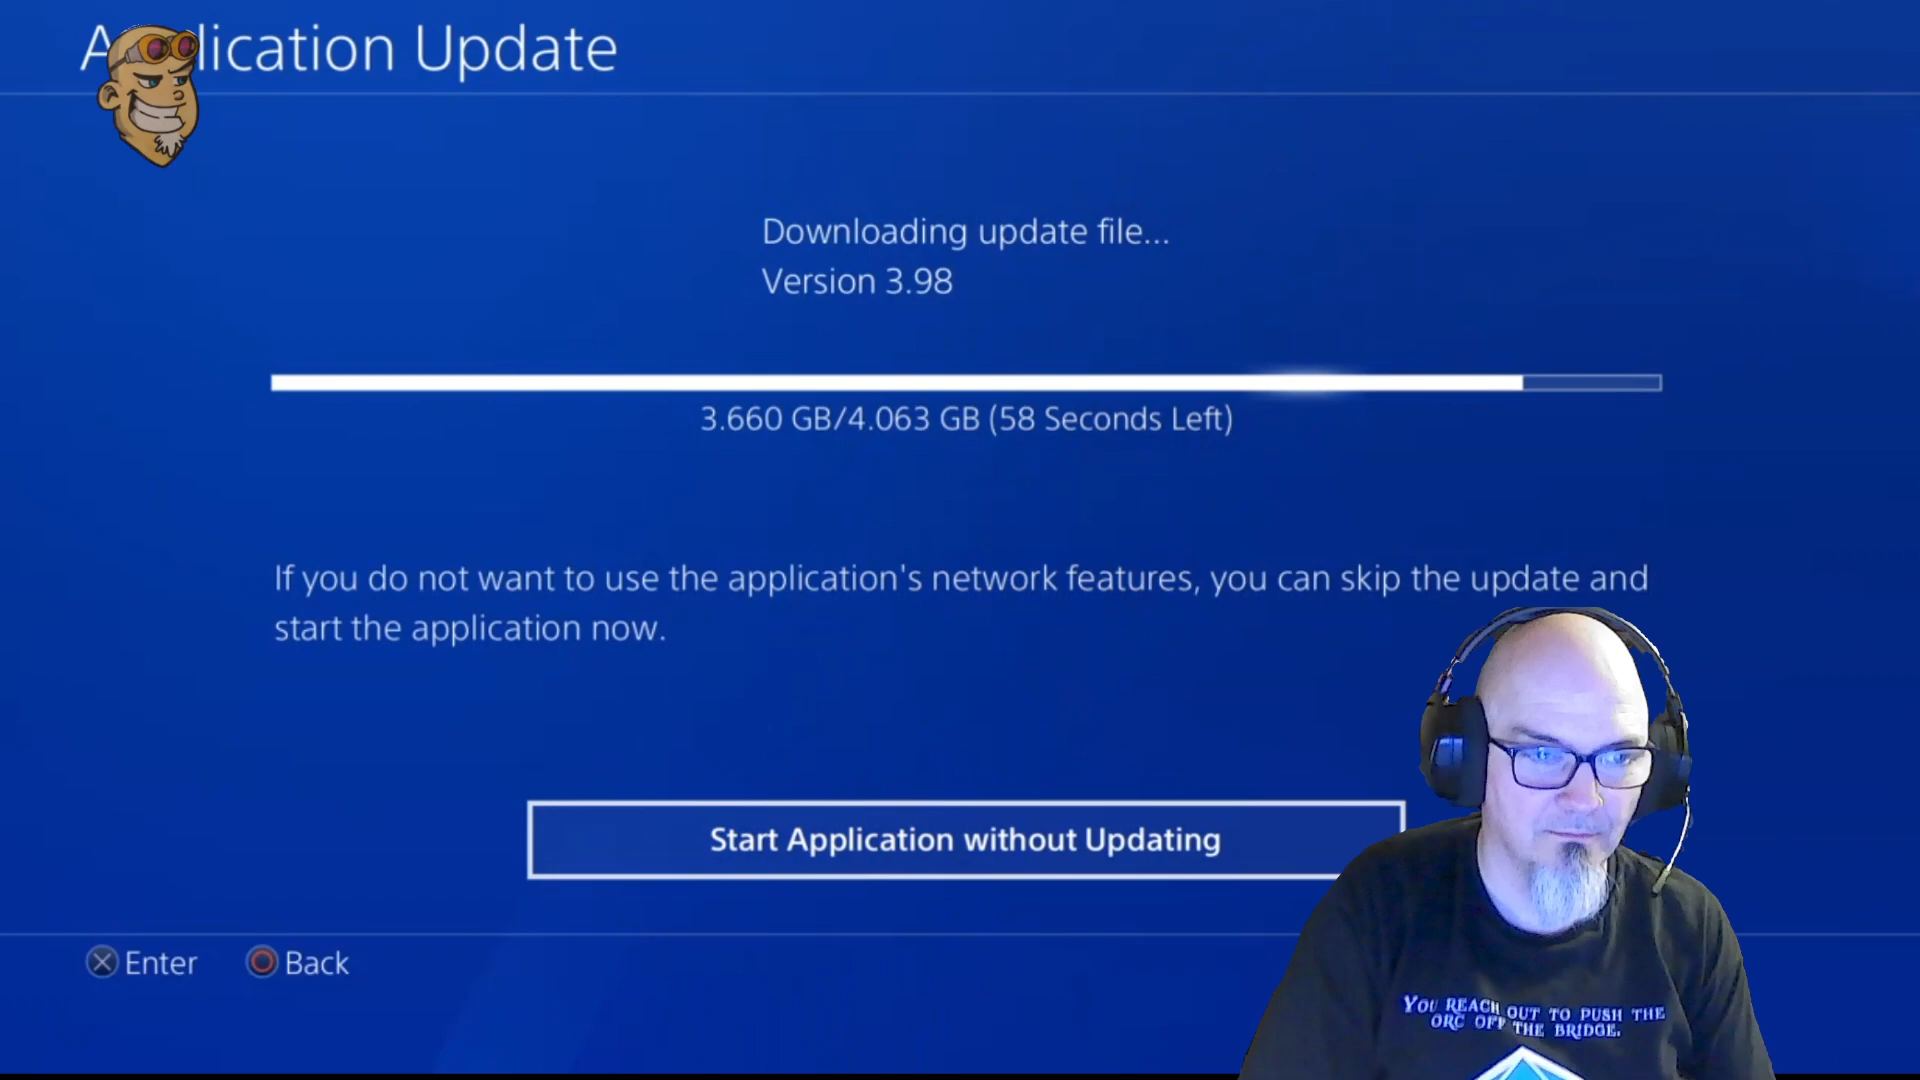 Application Update
Downloading update file...
Version 3.98
3.660 GB/4.063 GB (58 Seconds Left)
If you do not want to use the application's network features, you can skip the update and
start the application now.
Start Application without Updating
Enter
Back
YOU REACH OUT TO PUSH THE
ORC OFF THE BRIDGE.